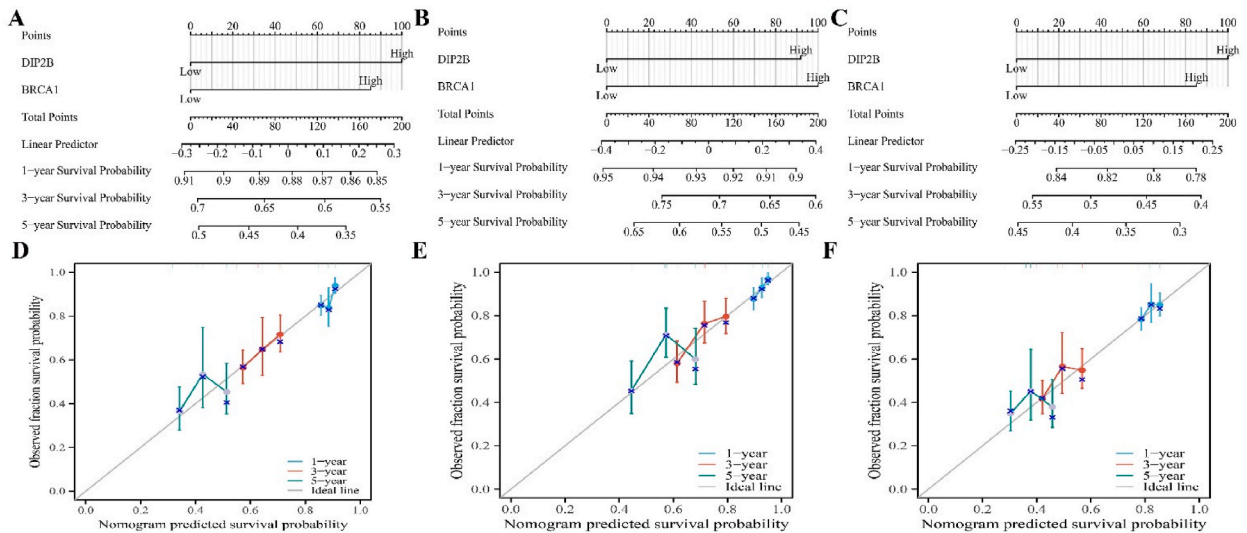 A
Points
0 20 40 60 80 100
DIP2B
Low
High
BRCA1
Low
High
Total Points
0 40 80 120 160 200
Linear Predictor
−0.3 −0.2 −0.1 0 0.1 0.2 0.3
1−year Survival Probability
0.91 0.9 0.89 0.88 0.87 0.86 0.85
3−year Survival Probability
0.7 0.65 0.6 0.55
5−year Survival Probability
0.5 0.45 0.4 0.35
B
Points
0 20 40 60 80 100
DIP2B
Low
High
BRCA1
Low
High
Total Points
0 40 80 120 160 200
Linear Predictor
−0.4 −0.2 0 0.2 0.4
1−year Survival Probability
0.95 0.94 0.93 0.92 0.91 0.9
3−year Survival Probability
0.75 0.7 0.65 0.6
5−year Survival Probability
0.65 0.6 0.55 0.5 0.45
C
Points
0 20 40 60 80 100
DIP2B
Low
High
BRCA1
Low
High
Total Points
0 40 80 120 160 200
Linear Predictor
−0.25 −0.15 −0.05 0.05 0.15 0.25
1−year Survival Probability
0.84 0.82 0.8 0.78
3−year Survival Probability
0.55 0.5 0.45 0.4
5−year Survival Probability
0.45 0.4 0.35 0.3
D
Observed fraction survival probability
1.0
0.8
0.6
0.4
0.2
0.0
1−year
3−year
5−year
Ideal line
0.0 0.2 0.4 0.6 0.8 1.0
Nomogram predicted survival probability
E
Observed fraction survival probability
1.0
0.8
0.6
0.4
0.2
0.0
1−year
3−year
5−year
Ideal line
0.0 0.2 0.4 0.6 0.8 1.0
Nomogram predicted survival probability
F
Observed fraction survival probability
1.0
0.8
0.6
0.4
0.2
0.0
1−year
3−year
5−year
Ideal line
0.0 0.2 0.4 0.6 0.8 1.0
Nomogram predicted survival probability